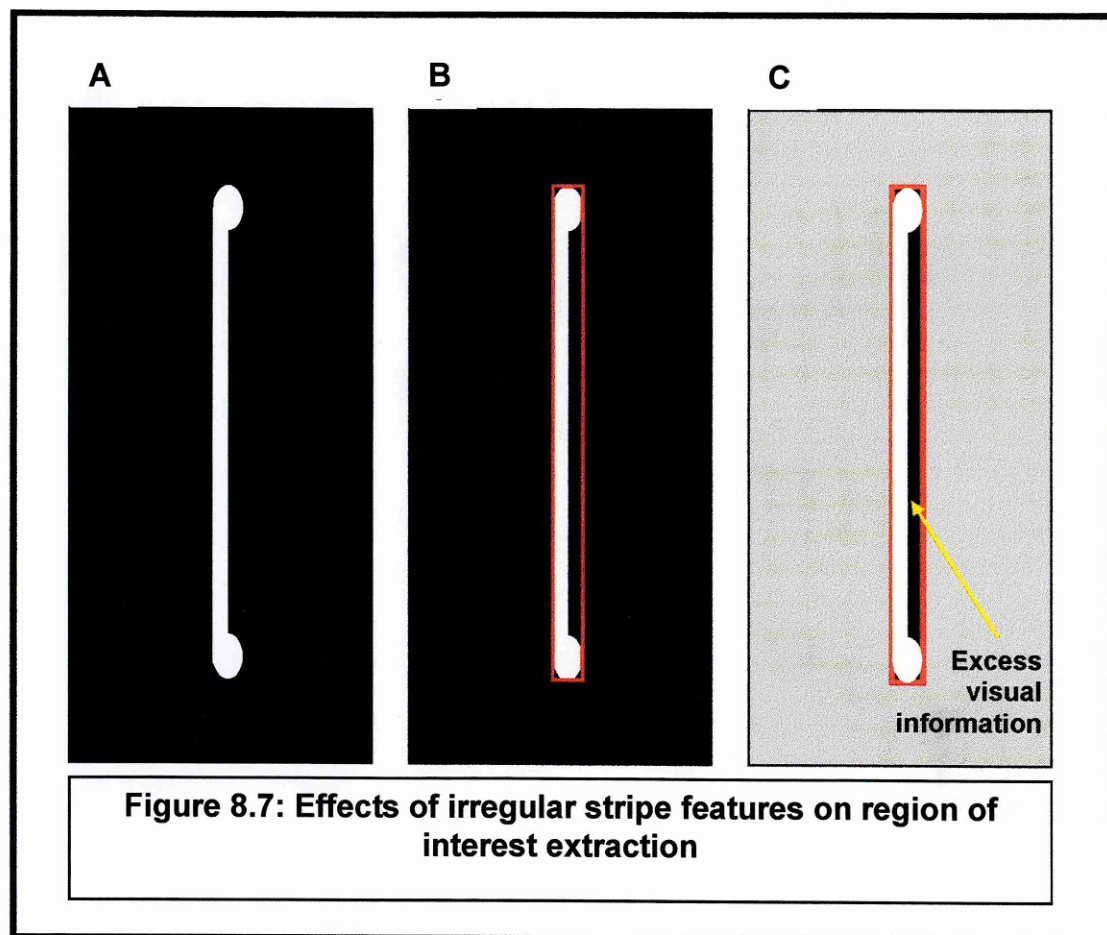 A
B
C
Excess
visual
information
Figure 8.7: Effects of irregular stripe features on region of
interest extraction